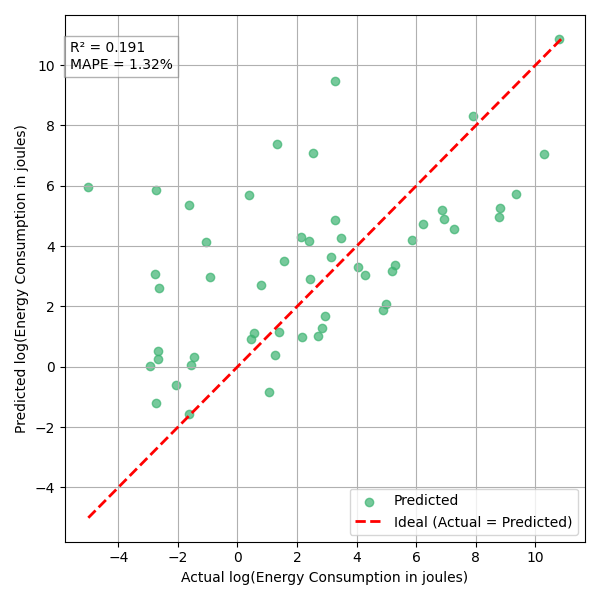 R² = 0.191
MAPE = 1.32%
10
8
6
4
2
0
−2
−4
Predicted log(Energy Consumption in joules)
Predicted
Ideal (Actual = Predicted)
−4 −2 0 2 4 6 8 10
Actual log(Energy Consumption in joules)